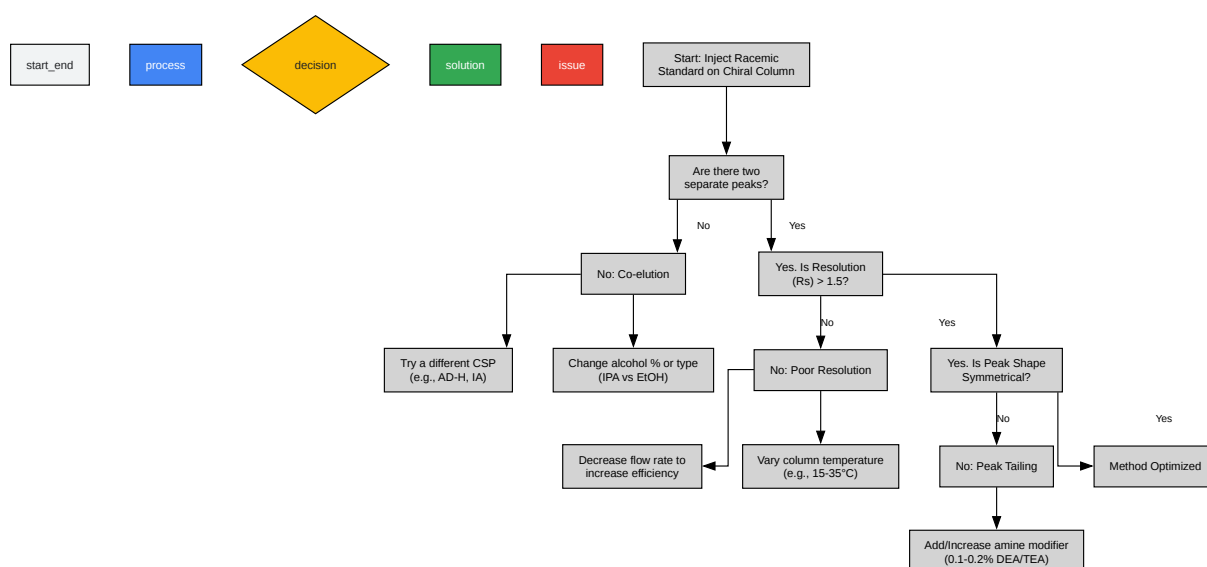 start_end
process
decision
solution
issue
Start: Inject Racemic
Standard on Chiral Column
Are there two
separate peaks?
No
Yes
No: Co-elution
Yes. Is Resolution
(Rs) > 1.5?
No
Yes
Try a different CSP
(e.g., AD-H, IA)
Change alcohol % or type
(IPA vs EtOH)
No: Poor Resolution
Yes. Is Peak Shape
Symmetrical?
No
Yes
Decrease flow rate to
increase efficiency
Vary column temperature
(e.g., 15-35°C)
No: Peak Tailing
Method Optimized
Add/Increase amine modifier
(0.1-0.2% DEA/TEA)